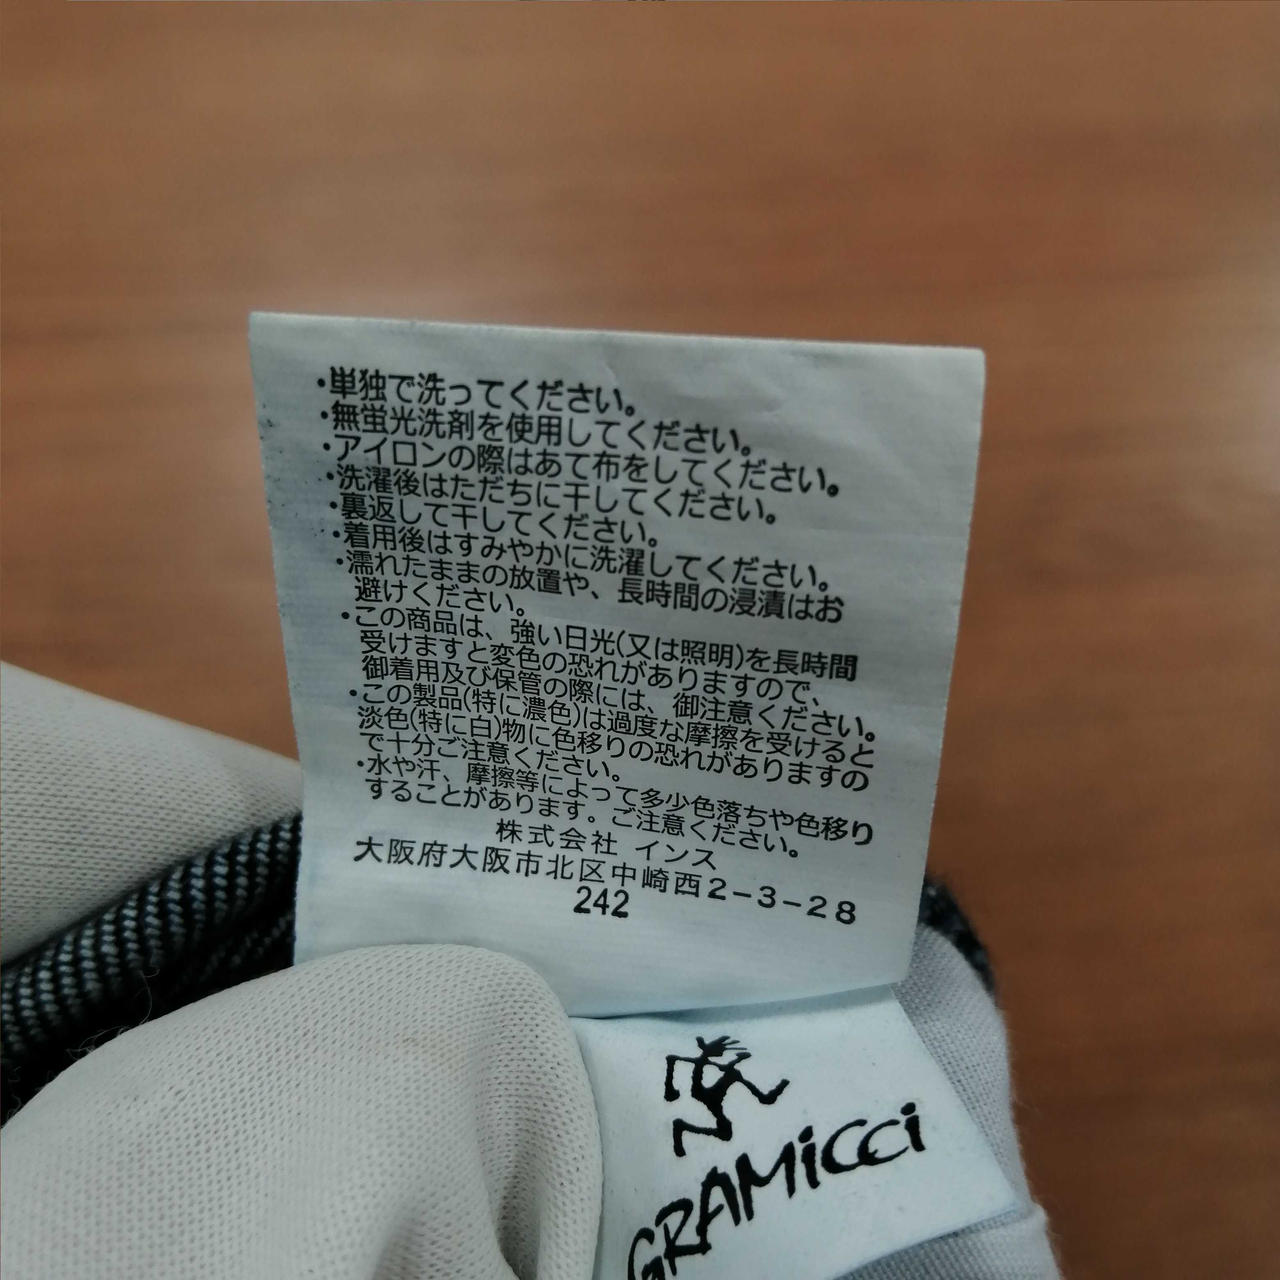 ・単独で洗ってください。
・無蛍光洗剤を使用してください。
・アイロンの際はあて布をしてください。
・洗濯後はただちに干してください。
・裏返して干してください。
・着用後はすみやかに洗濯してください。
・濡れたままの放置や、長時間の浸漬はお
避けください。
・この商品は、強い日光(又は照明)を長時間
受けますと変色の恐れがありますので、
御着用及び保管の際には、御注意ください。
・この製品(特に濃色)は過度な摩擦を受けると
淡色(特に白)物に色移りの恐れがありますの
で十分ご注意ください。
・水や汗、摩擦等によって多少色落ちや色移り
することがあります。ご注意ください。
株式会社 インス
大阪府大阪市北区中崎西2-3-28
242
GRAMiCCi